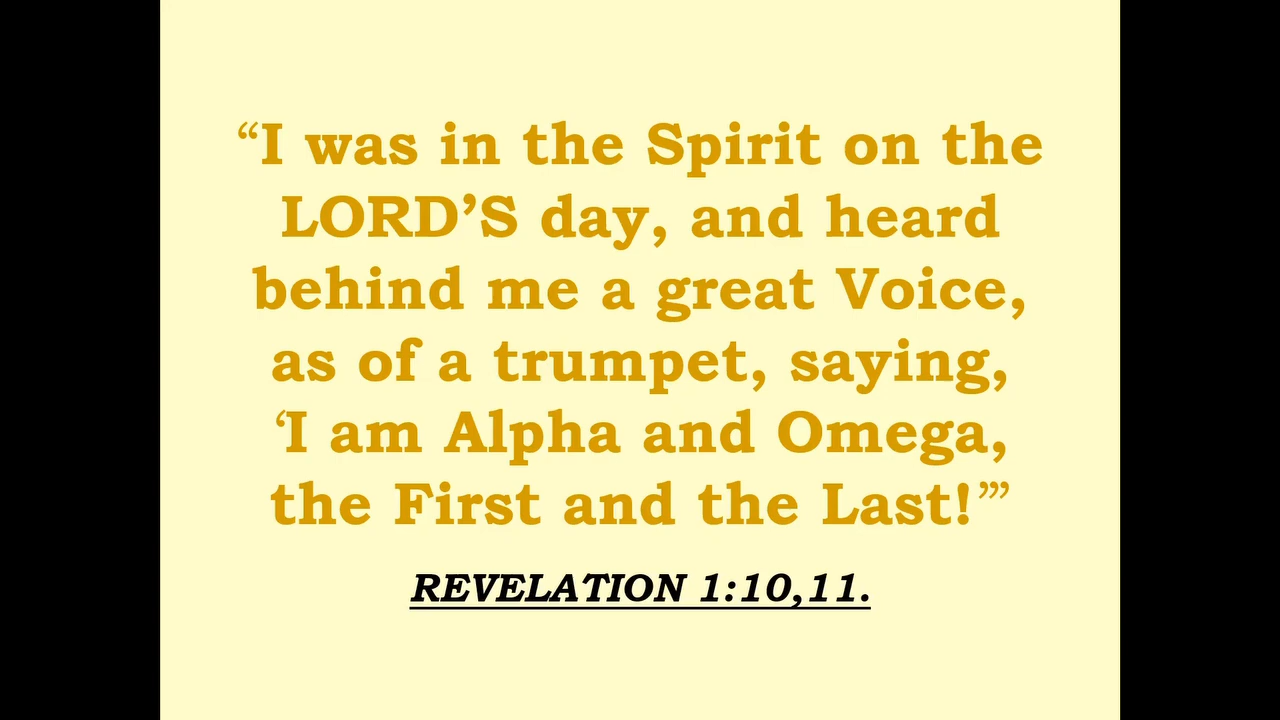 “I was in the Spirit on the
LORD’S day, and heard
behind me a great Voice,
as of a trumpet, saying,
‘I am Alpha and Omega,
the First and the Last!’”
REVELATION 1:10,11.